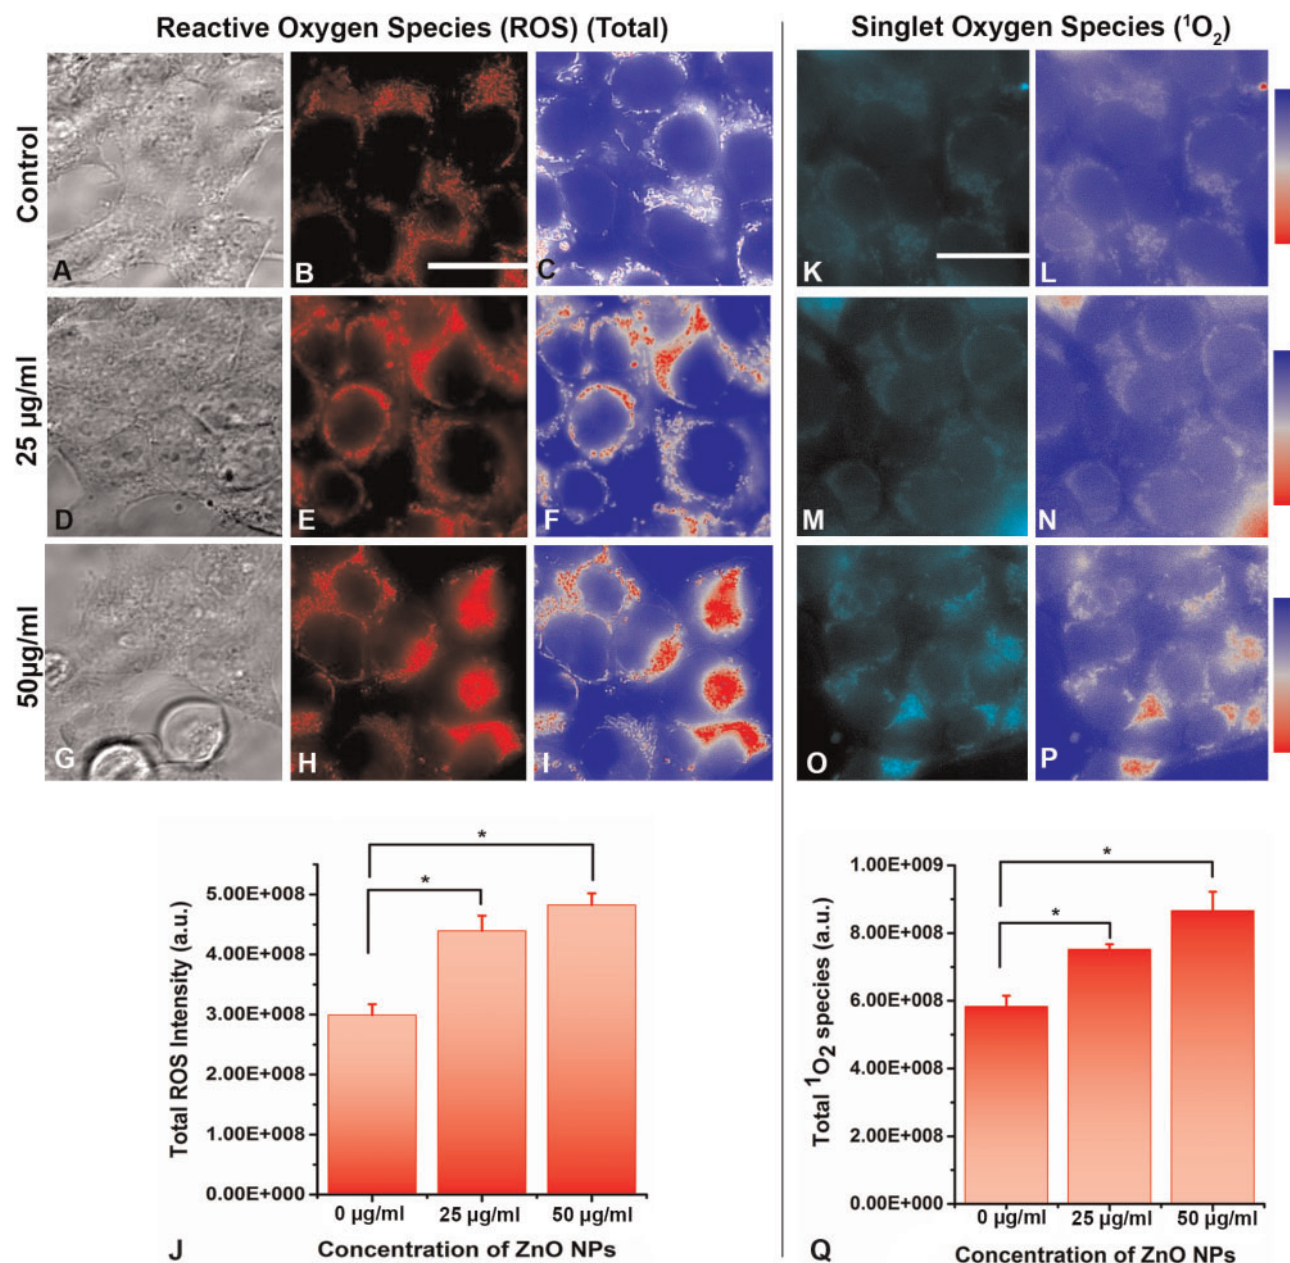 Reactive Oxygen Species (ROS) (Total)
Singlet Oxygen Species (¹O₂)
Control
A
B
C
K
L
25 µg/ml
D
E
F
M
N
50µg/ml
G
H
I
O
P
Total ROS Intensity (a.u.)
*
*
5.00E+008
4.00E+008
3.00E+008
2.00E+008
1.00E+008
0.00E+000
0 µg/ml 25 µg/ml 50 µg/ml
J
Concentration of ZnO NPs
Total ¹O₂ species (a.u.)
*
*
1.00E+009
8.00E+008
6.00E+008
4.00E+008
2.00E+008
0.00E+000
0 µg/ml 25 µg/ml 50 µg/ml
Q
Concentration of ZnO NPs